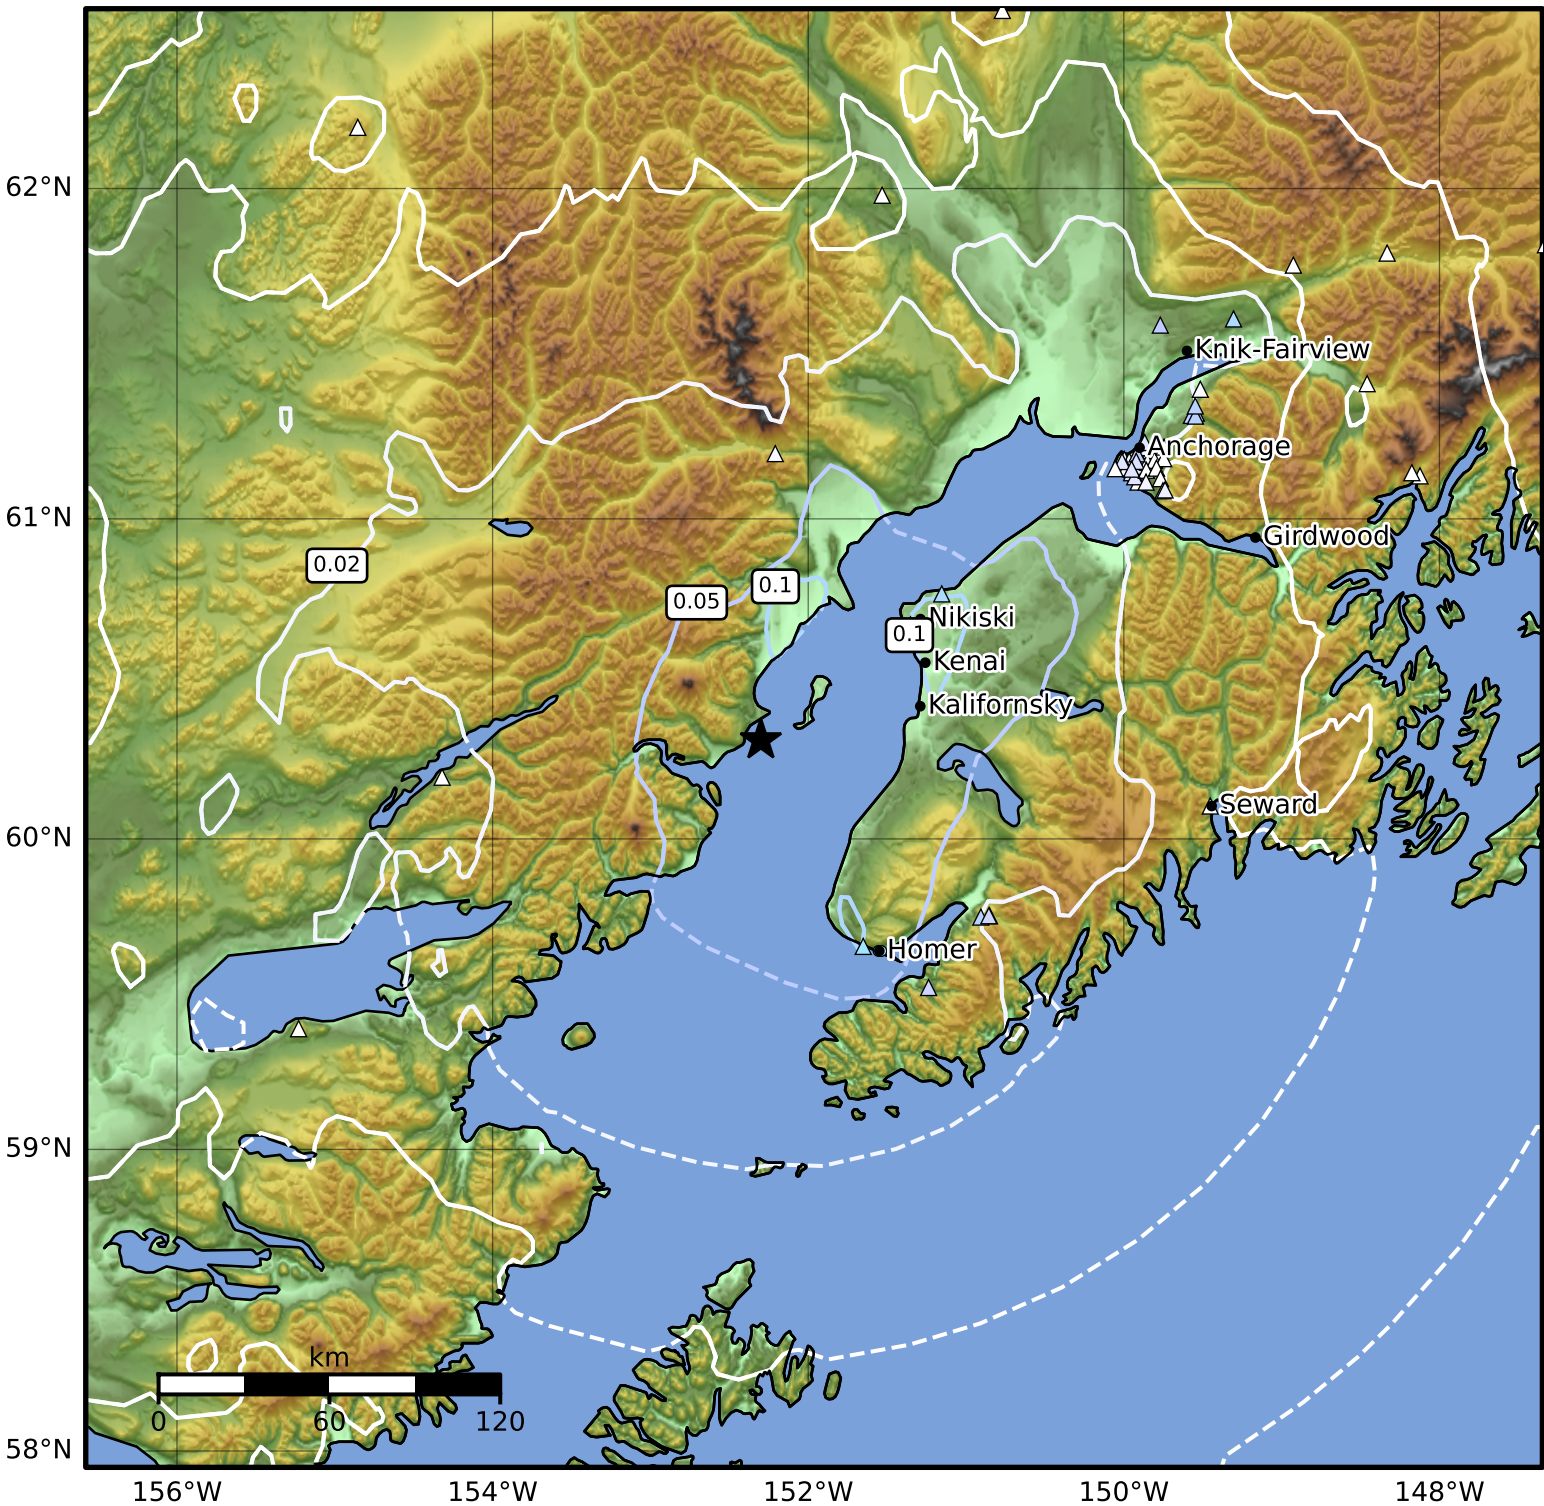 62°N
Knik-Fairview
Anchorage
61°N
Girdwood
0.02
0.1
0.05
Nikiski
0.1
Kenai
Kalifornsky
Seward
60°N
Homer
59°N
km
0 60 120
58°N
156°W 154°W 152°W 150°W 148°W